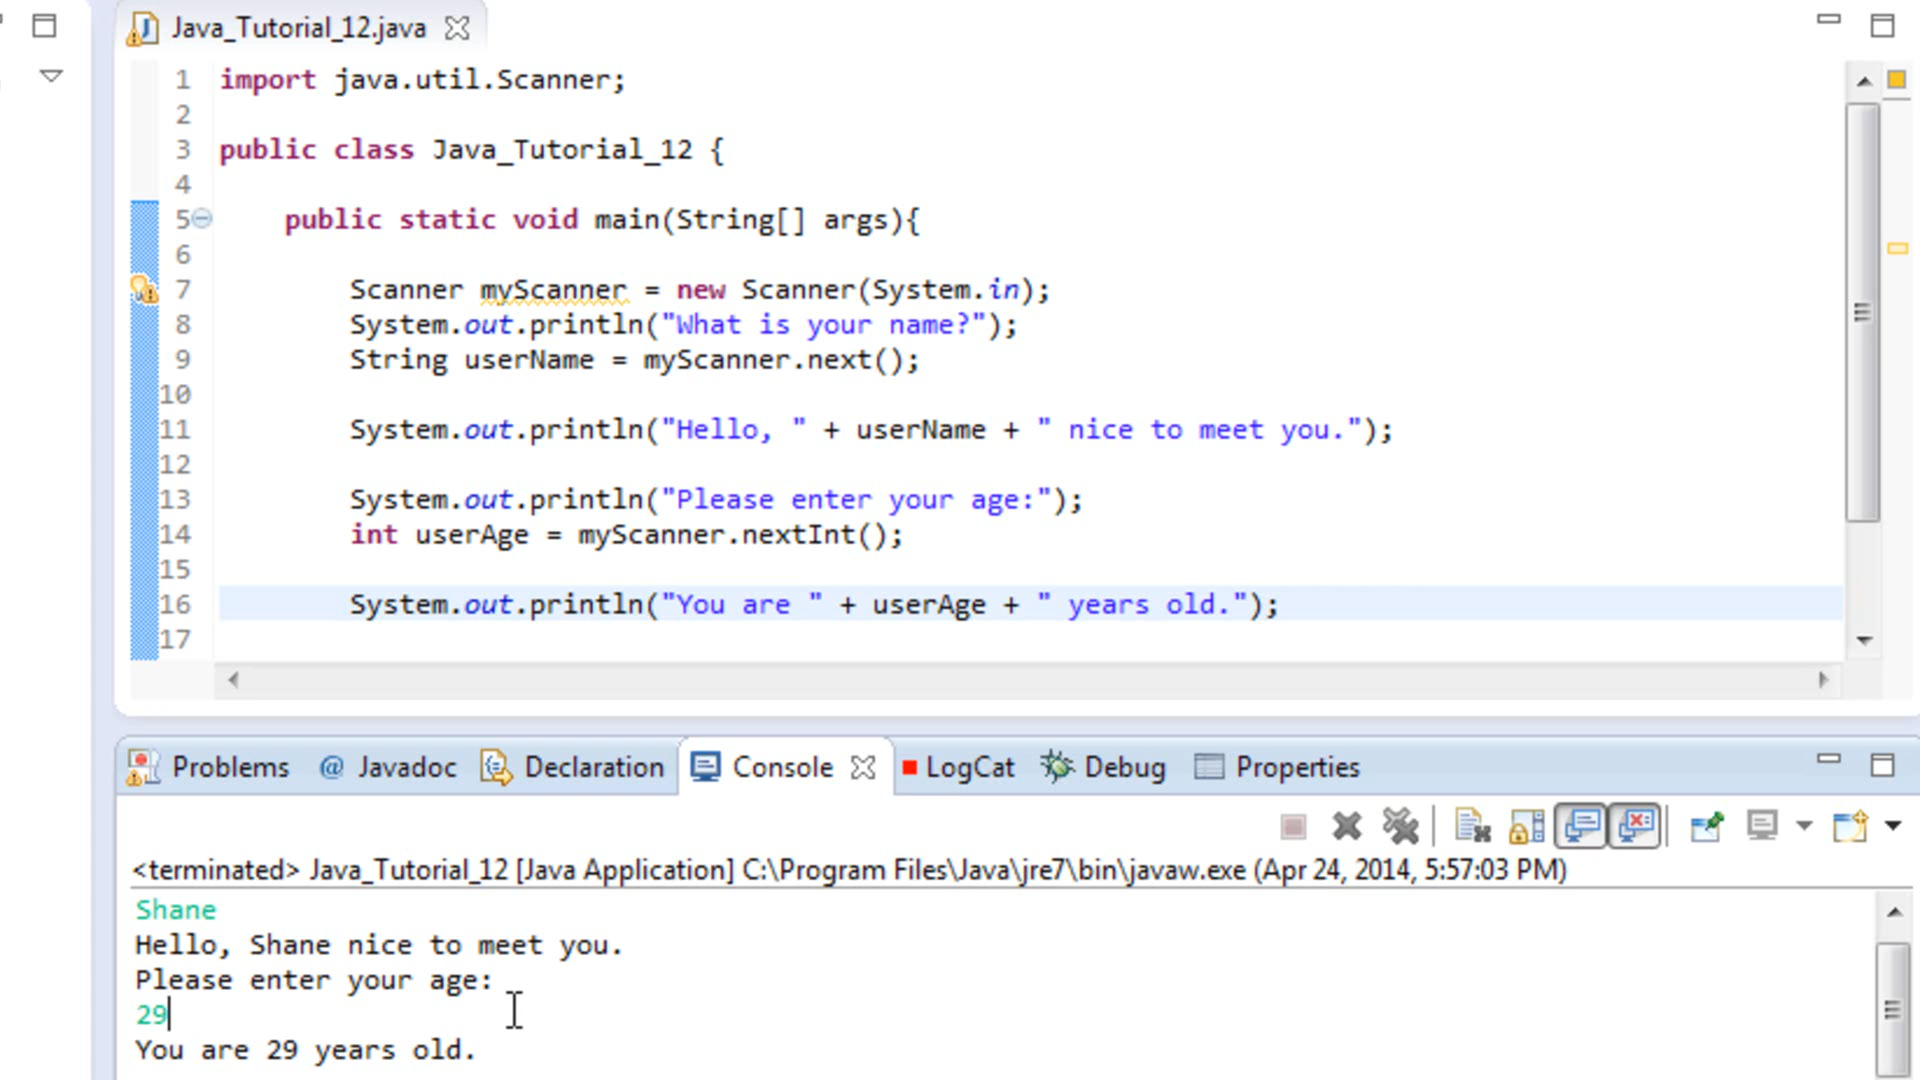 Java_Tutorial_12.java
1 import java.util.Scanner;
2
3 public class Java_Tutorial_12 {
4
5 public static void main(String[] args){
6
7 Scanner myScanner = new Scanner(System.in);
8 System.out.println("What is your name?");
9 String userName = myScanner.next();
10
11 System.out.println("Hello, " + userName + " nice to meet you.");
12
13 System.out.println("Please enter your age:");
14 int userAge = myScanner.nextInt();
15
16 System.out.println("You are " + userAge + " years old.");
17
Problems @ Javadoc Declaration Console LogCat Debug Properties
<terminated> Java_Tutorial_12 [Java Application] C:\Program Files\Java\jre7\bin\javaw.exe (Apr 24, 2014, 5:57:03 PM)
Shane
Hello, Shane nice to meet you.
Please enter your age:
29
You are 29 years old.